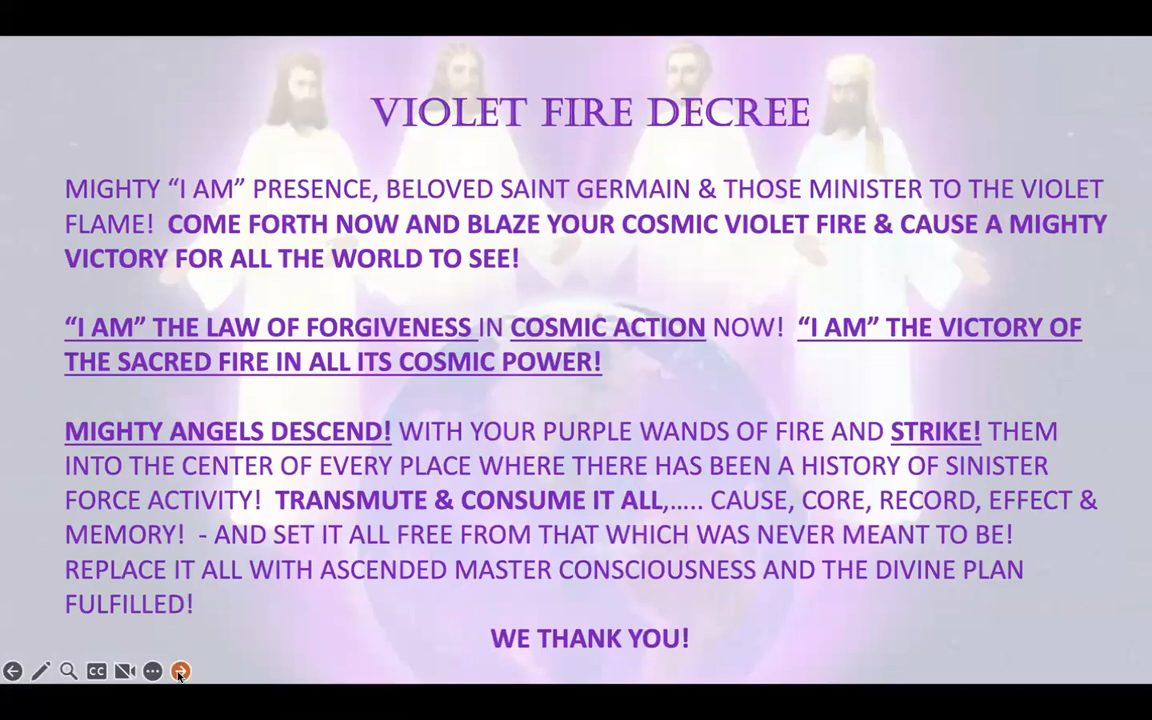 VIOLET FIRE DECREE
MIGHTY “I AM” PRESENCE, BELOVED SAINT GERMAIN & THOSE MINISTER TO THE VIOLET
FLAME! COME FORTH NOW AND BLAZE YOUR COSMIC VIOLET FIRE & CAUSE A MIGHTY
VICTORY FOR ALL THE WORLD TO SEE!
“I AM” THE LAW OF FORGIVENESS IN COSMIC ACTION NOW! “I AM” THE VICTORY OF
THE SACRED FIRE IN ALL ITS COSMIC POWER!
MIGHTY ANGELS DESCEND! WITH YOUR PURPLE WANDS OF FIRE AND STRIKE! THEM
INTO THE CENTER OF EVERY PLACE WHERE THERE HAS BEEN A HISTORY OF SINISTER
FORCE ACTIVITY! TRANSMUTE & CONSUME IT ALL,….. CAUSE, CORE, RECORD, EFFECT &
MEMORY! - AND SET IT ALL FREE FROM THAT WHICH WAS NEVER MEANT TO BE!
REPLACE IT ALL WITH ASCENDED MASTER CONSCIOUSNESS AND THE DIVINE PLAN
FULFILLED!
WE THANK YOU!
CC